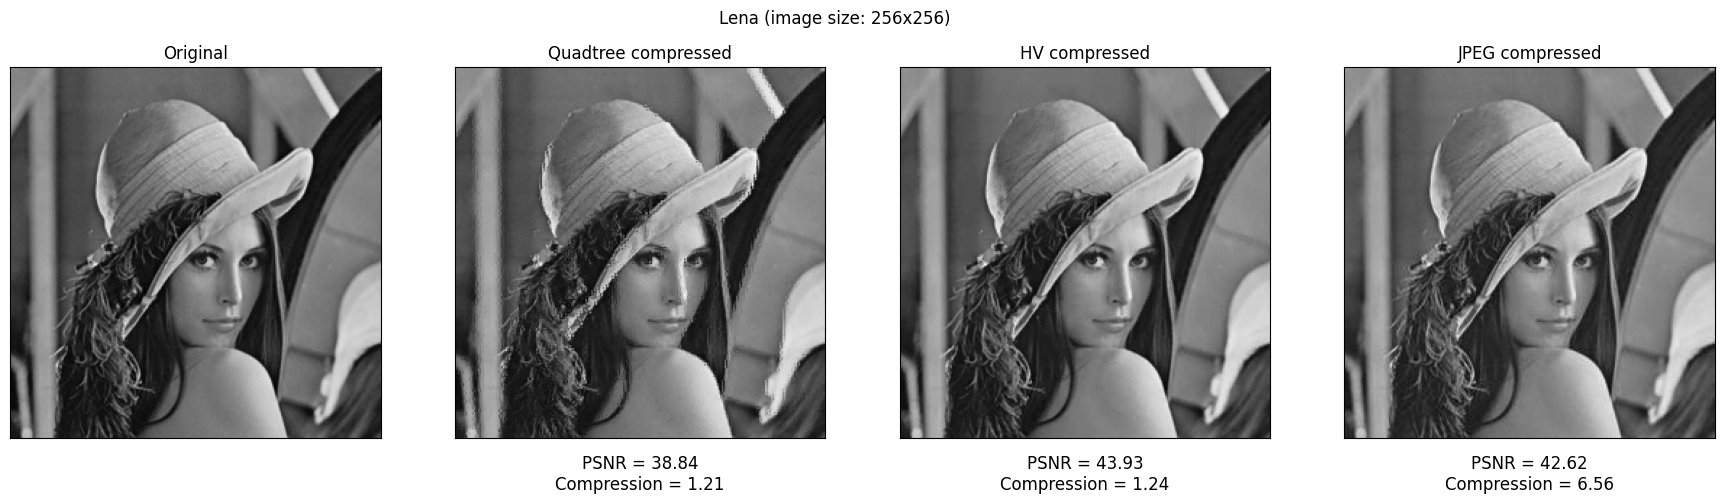 Lena (image size: 256x256)
Original
Quadtree compressed
HV compressed
JPEG compressed
PSNR = 38.84
Compression = 1.21
PSNR = 43.93
Compression = 1.24
PSNR = 42.62
Compression = 6.56